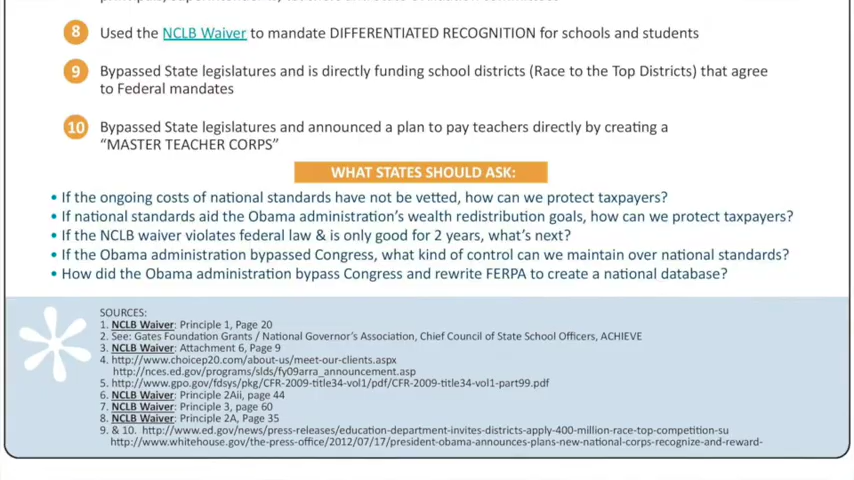 8 Used the NCLB Waiver to mandate DIFFERENTIATED RECOGNITION for schools and students
9 Bypassed State legislatures and is directly funding school districts (Race to the Top Districts) that agree
to Federal mandates
10 Bypassed State legislatures and announced a plan to pay teachers directly by creating a
“MASTER TEACHER CORPS”
WHAT STATES SHOULD ASK:
• If the ongoing costs of national standards have not be vetted, how can we protect taxpayers?
• If national standards aid the Obama administration’s wealth redistribution goals, how can we protect taxpayers?
• If the NCLB waiver violates federal law & is only good for 2 years, what’s next?
• If the Obama administration bypassed Congress, what kind of control can we maintain over national standards?
• How did the Obama administration bypass Congress and rewrite FERPA to create a national database?
SOURCES:
1. NCLB Waiver: Principle 1, Page 20
2. See: Gates Foundation Grants / National Governor’s Association, Chief Council of State School Officers, ACHIEVE
3. NCLB Waiver: Attachment 6, Page 9
4. http://www.choicep20.com/about-us/meet-our-clients.aspx
http://nces.ed.gov/programs/slds/fy09arra_announcement.asp
5. http://www.gpo.gov/fdsys/pkg/CFR-2009-title34-vol1/pdf/CFR-2009-title34-vol1-part99.pdf
6. NCLB Waiver: Principle 2Aii, page 44
7. NCLB Waiver: Principle 3, page 60
8. NCLB Waiver: Principle 2A, Page 35
9. & 10. http://www.ed.gov/news/press-releases/education-department-invites-districts-apply-400-million-race-top-competition-su
http://www.whitehouse.gov/the-press-office/2012/07/17/president-obama-announces-plans-new-national-corps-recognize-and-reward-